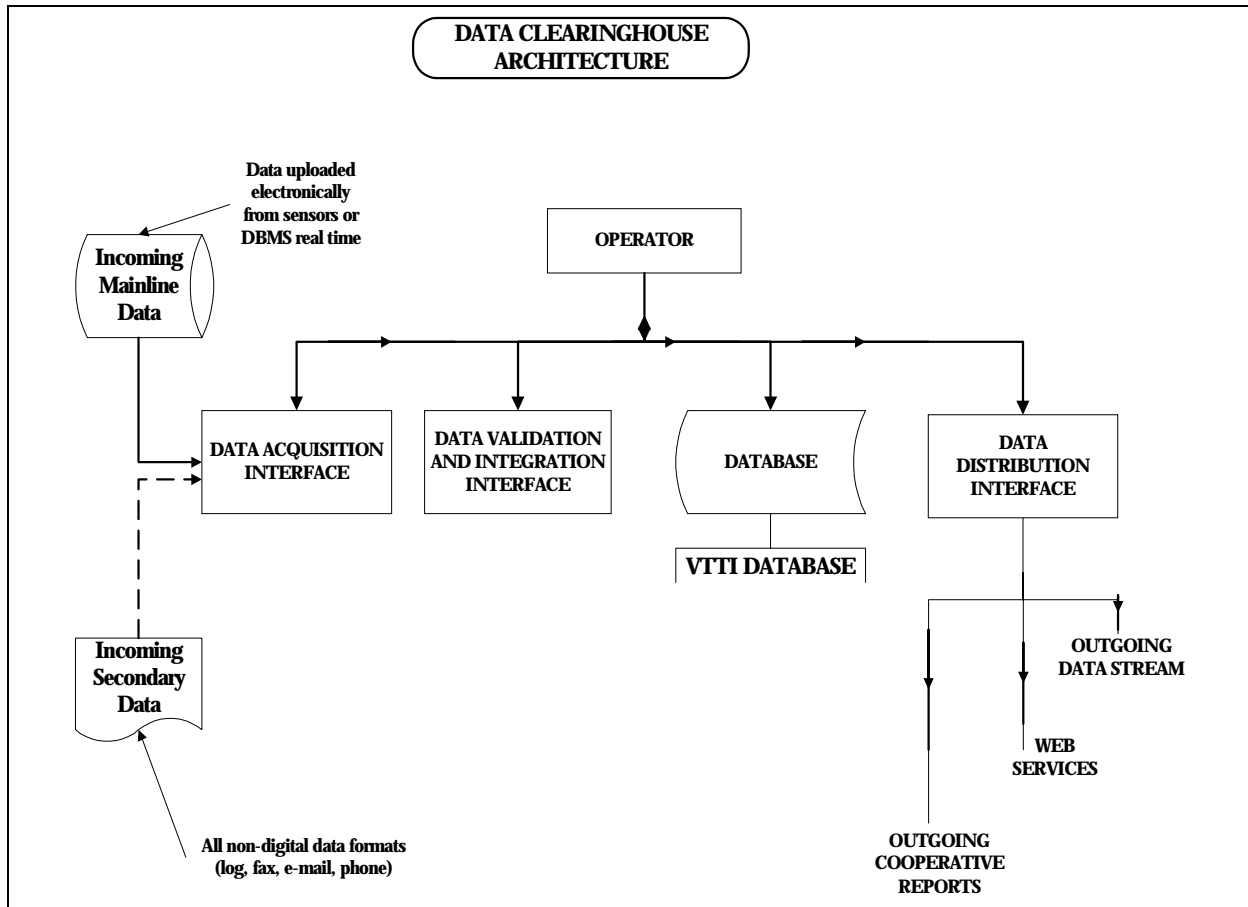 DATA CLEARINGHOUSE
ARCHITECTURE
Data uploaded
electronically
from sensors or
DBMS real time
Incoming
Mainline
Data
OPERATOR
DATA ACQUISITION
INTERFACE
DATA VALIDATION
AND INTEGRATION
INTERFACE
DATABASE
DATA
DISTRIBUTION
INTERFACE
VTTI DATABASE
Incoming
Secondary
Data
OUTGOING
DATA STREAM
WEB
SERVICES
All non-digital data formats
(log, fax, e-mail, phone)
OUTGOING
COOPERATIVE
REPORTS